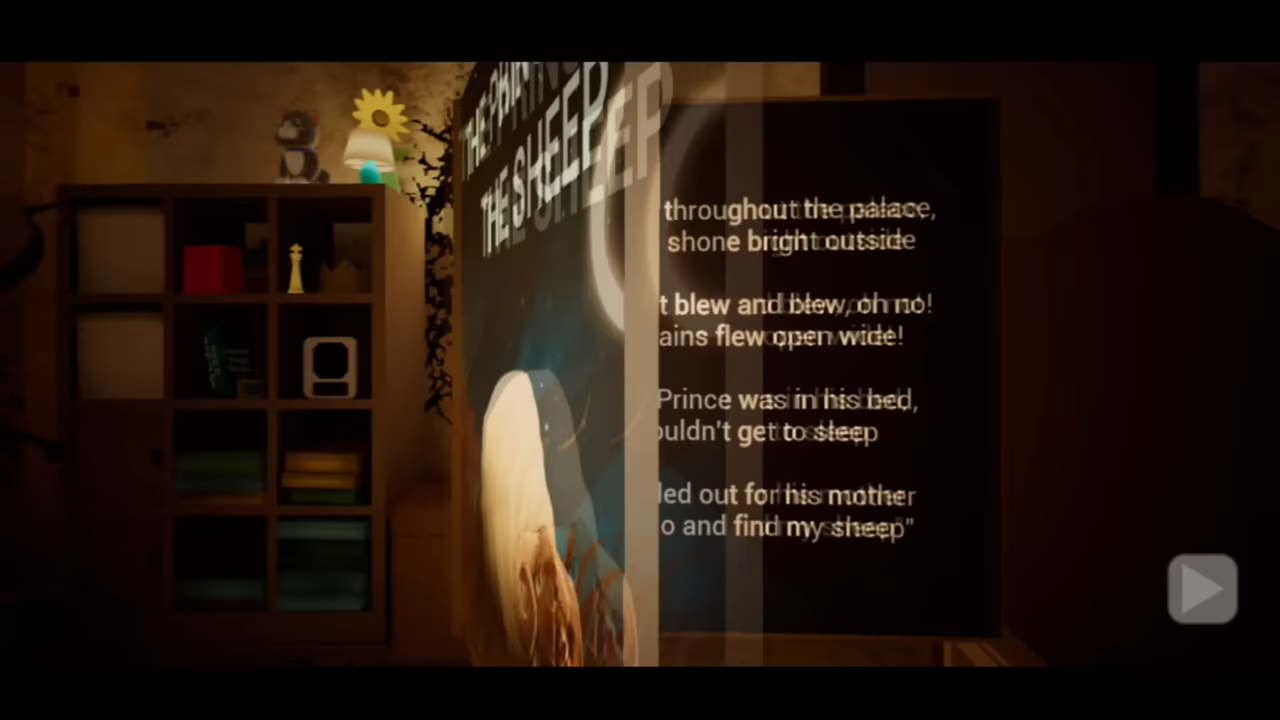 THE SHEEP
throughout the palace,
shone bright outside
t blew and blew, oh no!
ains flew open wide!
Prince was in his bed,
ouldn't get to sleep
led out for his mother
o and find my sheep"